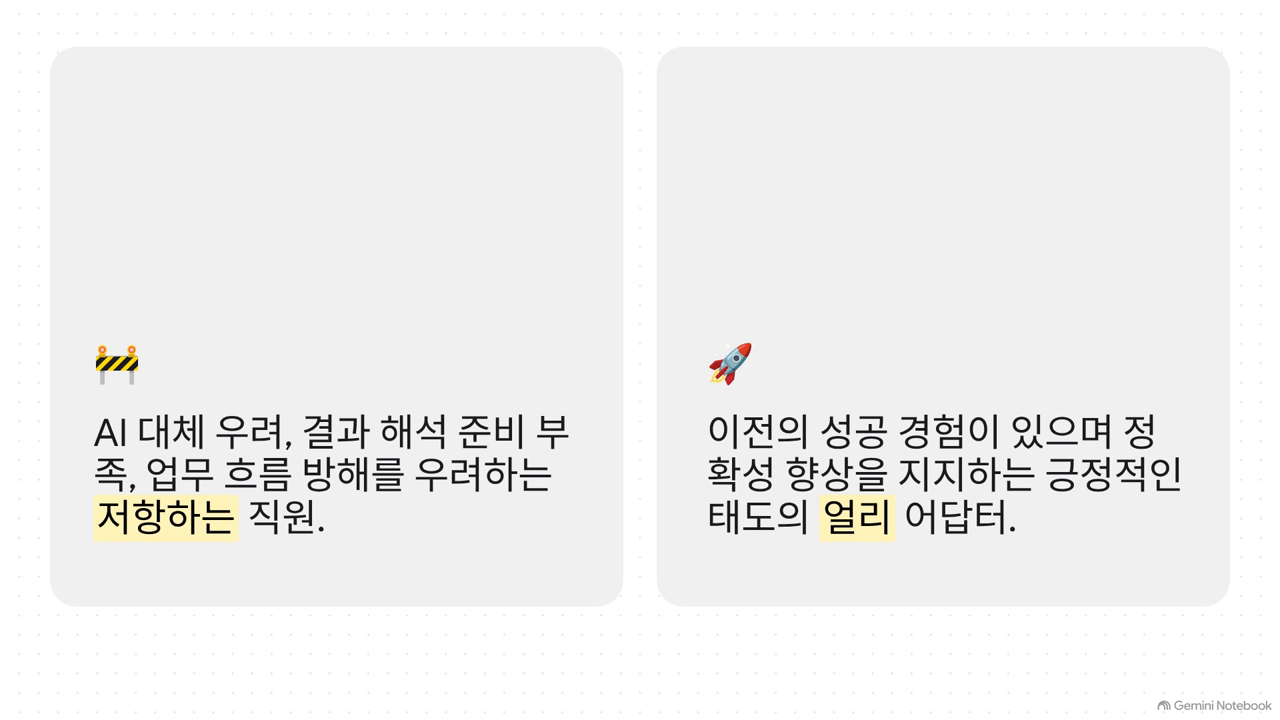 AI 대체 우려, 결과 해석 준비 부
족, 업무 흐름 방해를 우려하는
저항하는 직원.
이전의 성공 경험이 있으며 정
확성 향상을 지지하는 긍정적인
태도의 얼리 어답터.
Gemini Notebook